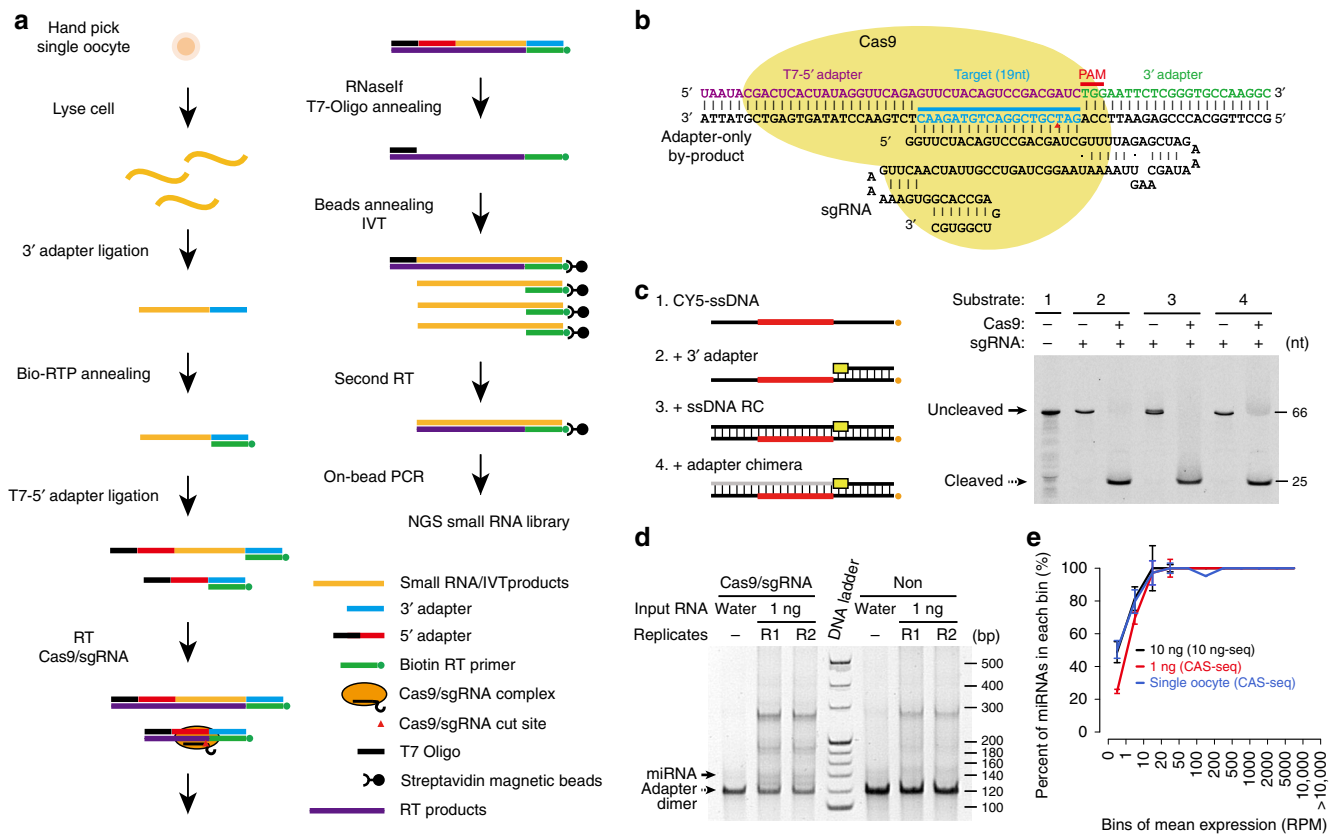 a
Hand pick
single oocyte
Lyse cell
3′ adapter ligation
Bio-RTP annealing
T7-5′ adapter ligation
RT
Cas9/sgRNA
RNaseIf
T7-Oligo annealing
Beads annealing
IVT
Second RT
On-bead PCR
NGS small RNA library
Small RNA/IVTproducts
3′ adapter
5′ adapter
Biotin RT primer
Cas9/sgRNA complex
Cas9/sgRNA cut site
T7 Oligo
Streptavidin magnetic beads
RT products
b
Cas9
T7-5′ adapter Target (19nt) PAM 3′ adapter
5′ UAAUACGACUCACUAUAGGUUCAGAGUUCUACAGUCCGACGAUCTGGAATTCTCGGGTGCCAAGGC 3′
3′ ATTATGCTGAGTGATATCCAAGTCTCAAGATGTCAGGCTGCTAGACCTTAAGAGCCCACGGTTCCG 5′
Adapter-only
by-product
5′ GGUUCUACAGUCCGACGAUCGUUUUAGAGCUAG
A
A
A
GUUCAACUAUUGCCUGAUCGGAAUAAAAUU CGAUA
GAA
A
A
AAAGUGGCACCGA
G
CGUGGCU
3′
sgRNA
c
1. CY5-ssDNA
2. + 3′ adapter
3. + ssDNA RC
4. + adapter chimera
Substrate: 1 2 3 4
Cas9: – – + – + – +
sgRNA: – + + + + + + (nt)
Uncleaved 66
Cleaved 25
d
Cas9/sgRNA DNA ladder Non
Input RNA Water 1 ng Water 1 ng
Replicates – R1 R2 – R1 R2 (bp)
500
400
300
200
180
160
140
120
100
miRNA
Adapter
dimer
e
Percent of miRNAs in each bin (%)
100
80
60
40
20
0
10 ng (10 ng-seq)
1 ng (CAS-seq)
Single oocyte (CAS-seq)
0 1 10 20 50 100 200 500 1000 2000 5000 10,000 >10,000
Bins of mean expression (RPM)